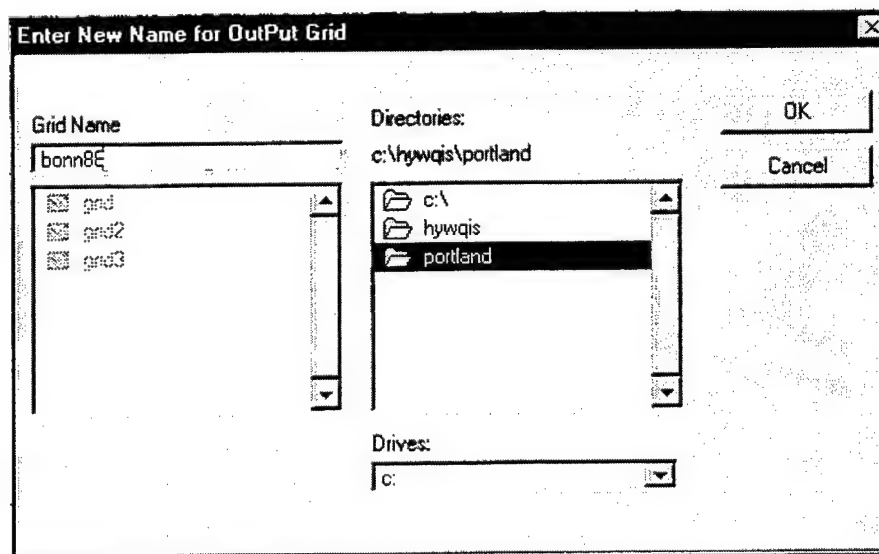 Enter New Name for OutPut Grid
Grid Name
bonn8
Directories:
c:\hywqis\portland
OK
Cancel
grid
grid2
grid3
c:\
hywqis
portland
Drives:
c: